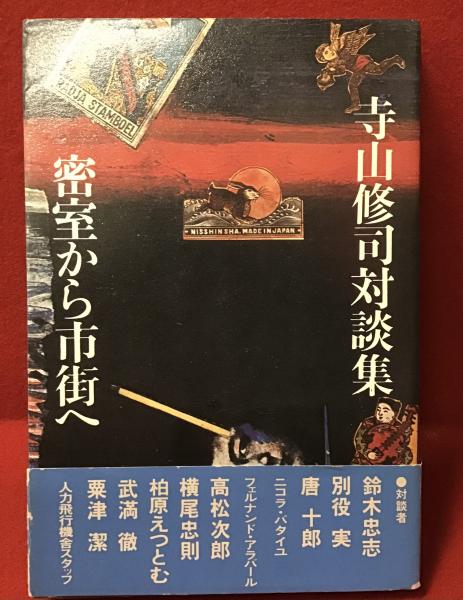 寺山修司対談集
密室から市街へ
RADJA STAMBOEL
NISSHINSHA. MADE IN JAPAN
●対談者
鈴木忠志
別役 実
唐 十郎
ニコラ・バタイユ
フェルナンド・アラバール
高松次郎
横尾忠則
柏原えつとむ
武満 徹
粟津 潔
人力飛行機舎スタッフ